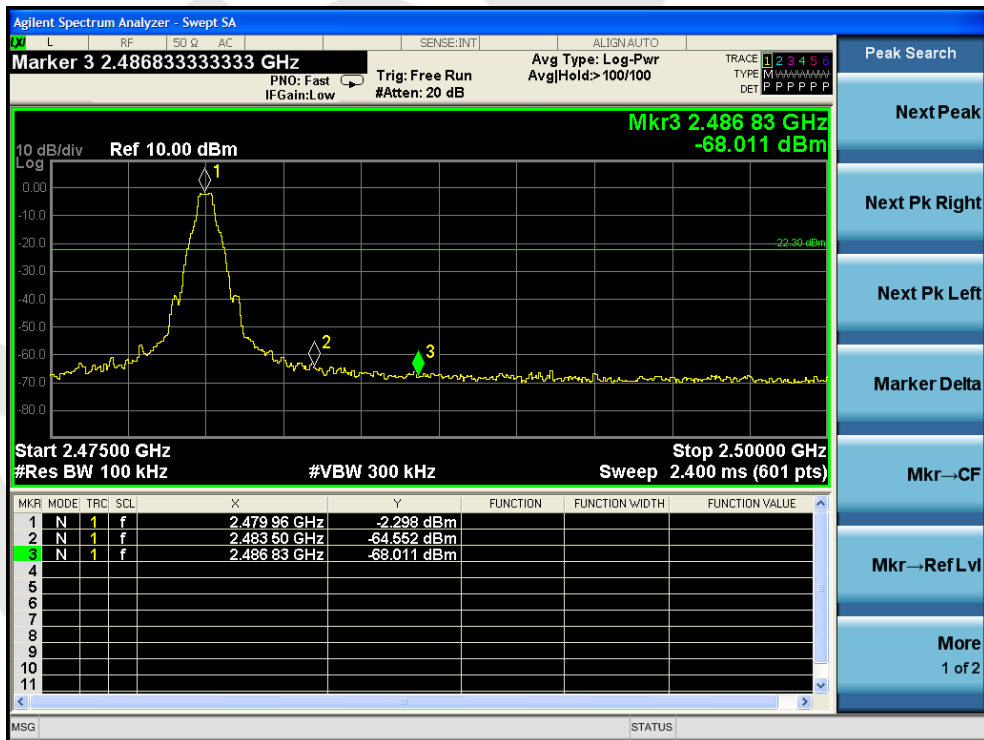 Agilent Spectrum Analyzer - Swept SA
LXI L RF 50 Ω AC SENSE:INT ALIGNAUTO
Marker 3 2.486833333333 GHz
PNO: Fast
IFGain:Low
Trig: Free Run
#Atten: 20 dB
Avg Type: Log-Pwr
Avg|Hold:>100/100
TRACE 1 2 3 4 5 6
TYPE M
DET P P P P P P
Mkr3 2.486 83 GHz
-68.011 dBm
10 dB/div Ref 10.00 dBm
Log
0.00
-10.0
-20.0
-30.0
-40.0
-50.0
-60.0
-70.0
-80.0
1
2
3
-22.30 dBm
Start 2.47500 GHz Stop 2.50000 GHz
#Res BW 100 kHz #VBW 300 kHz Sweep 2.400 ms (601 pts)
MKR MODE TRC SCL X Y FUNCTION FUNCTION WIDTH FUNCTION VALUE
1 N 1 f 2.479 96 GHz -2.298 dBm
2 N 1 f 2.483 50 GHz -64.552 dBm
3 N 1 f 2.486 83 GHz -68.011 dBm
4
5
6
7
8
9
10
11
MSG STATUS
Peak Search
Next Peak
Next Pk Right
Next Pk Left
Marker Delta
Mkr→CF
Mkr→Ref Lvl
More
1 of 2